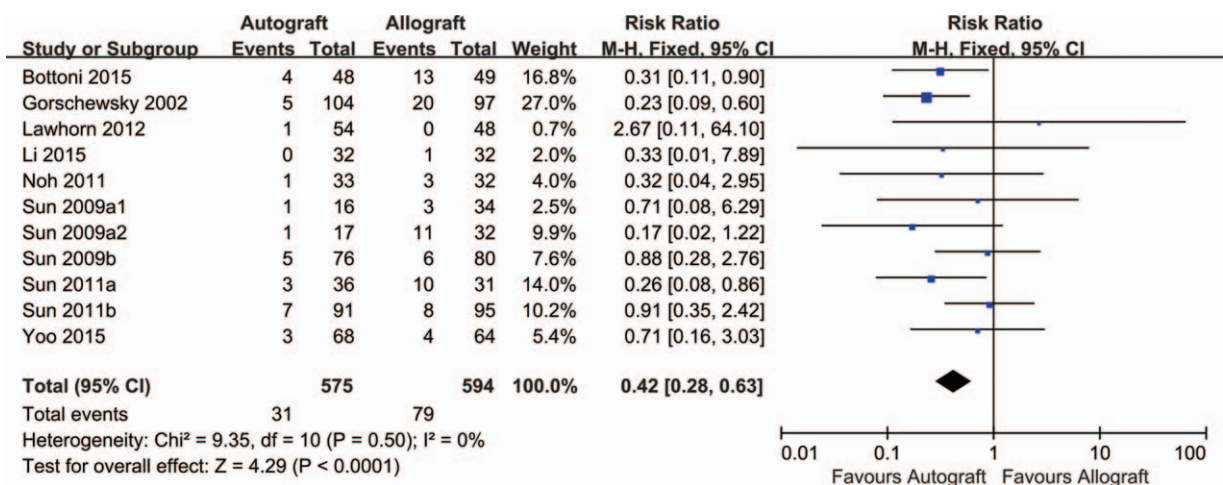 Autograft Allograft Risk Ratio Risk Ratio
Study or Subgroup Events Total Events Total Weight M-H, Fixed, 95% CI M-H, Fixed, 95% CI
Bottoni 2015 4 48 13 49 16.8% 0.31 [0.11, 0.90]
Gorschewsky 2002 5 104 20 97 27.0% 0.23 [0.09, 0.60]
Lawhorn 2012 1 54 0 48 0.7% 2.67 [0.11, 64.10]
Li 2015 0 32 1 32 2.0% 0.33 [0.01, 7.89]
Noh 2011 1 33 3 32 4.0% 0.32 [0.04, 2.95]
Sun 2009a1 1 16 3 34 2.5% 0.71 [0.08, 6.29]
Sun 2009a2 1 17 11 32 9.9% 0.17 [0.02, 1.22]
Sun 2009b 5 76 6 80 7.6% 0.88 [0.28, 2.76]
Sun 2011a 3 36 10 31 14.0% 0.26 [0.08, 0.86]
Sun 2011b 7 91 8 95 10.2% 0.91 [0.35, 2.42]
Yoo 2015 3 68 4 64 5.4% 0.71 [0.16, 3.03]
Total (95% CI) 575 594 100.0% 0.42 [0.28, 0.63]
Total events 31 79
Heterogeneity: Chi² = 9.35, df = 10 (P = 0.50); I² = 0%
Test for overall effect: Z = 4.29 (P < 0.0001)
0.01 0.1 1 10 100
Favours Autograft Favours Allograft